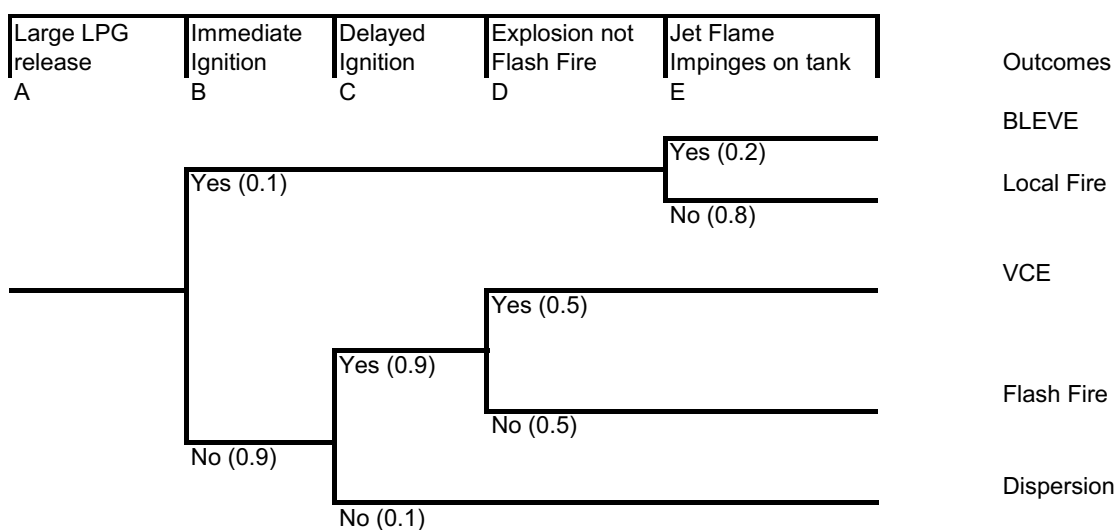 Large LPG
release
A
Immediate
Ignition
B
Delayed
Ignition
C
Explosion not
Flash Fire
D
Jet Flame
Impinges on tank
E
Outcomes
BLEVE
Yes (0.2)
Yes (0.1)
Local Fire
No (0.8)
VCE
Yes (0.5)
Yes (0.9)
Flash Fire
No (0.5)
No (0.9)
Dispersion
No (0.1)